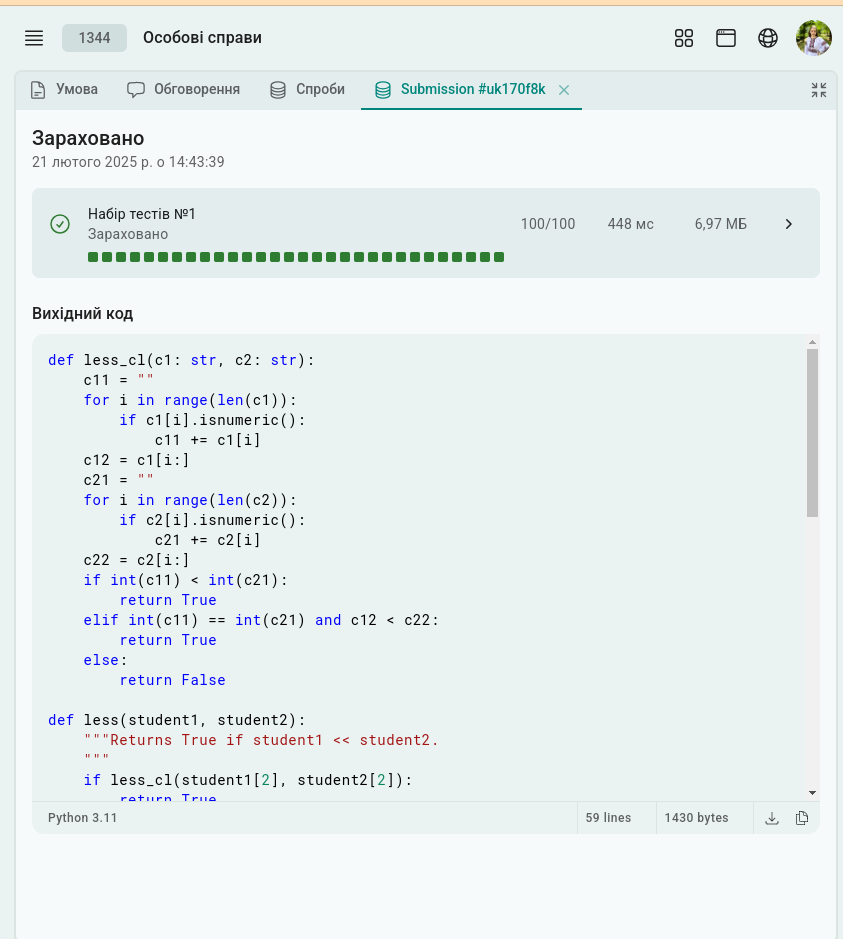 1344 Особові справи
Умова Обговорення Спроби Submission #uk170f8k
Зараховано
21 лютого 2025 р. о 14:43:39
Набір тестів №1
Зараховано
100/100 448 мс 6,97 МБ
Вихідний код
def less_cl(c1: str, c2: str):
    c11 = ""
    for i in range(len(c1)):
        if c1[i].isnumeric():
            c11 += c1[i]
    c12 = c1[i:]
    c21 = ""
    for i in range(len(c2)):
        if c2[i].isnumeric():
            c21 += c2[i]
    c22 = c2[i:]
    if int(c11) < int(c21):
        return True
    elif int(c11) == int(c21) and c12 < c22:
        return True
    else:
        return False
def less(student1, student2):
    """Returns True if student1 << student2.
    """
    if less_cl(student1[2], student2[2]):
        return True
Python 3.11 59 lines 1430 bytes